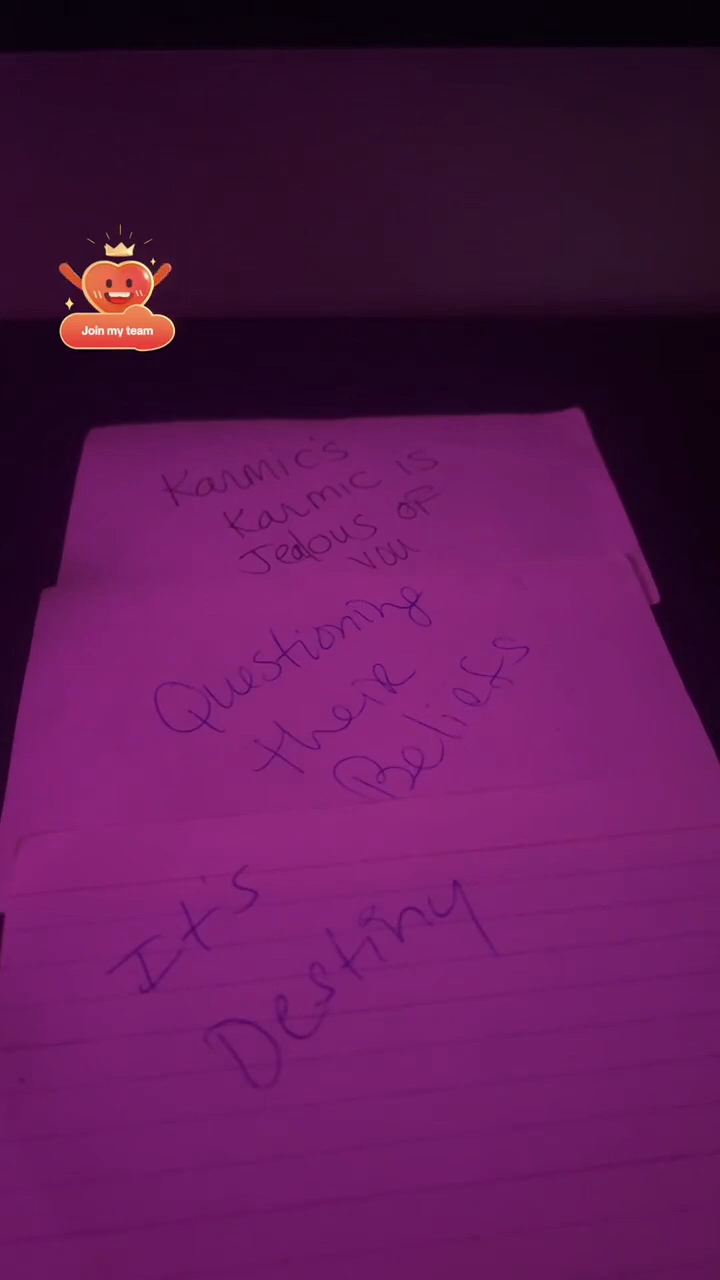 Join my team
Karmic's
Karmic is
Jealous of
you
Questioning
their
Beliefs
It's
Destiny